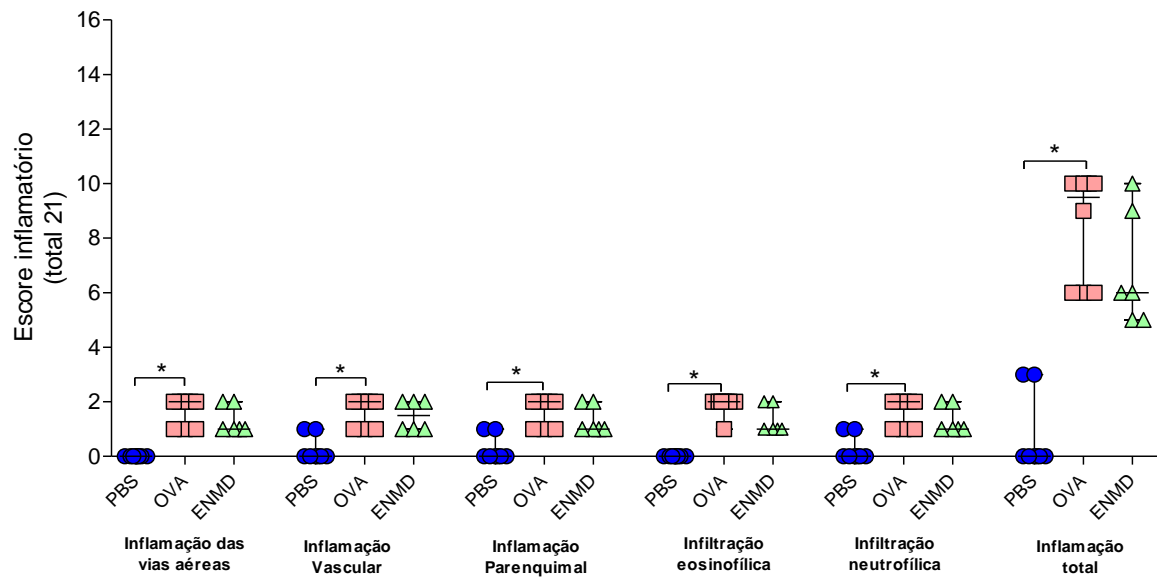 Escore inflamatório
(total 21)
16
14
12
10
8
6
4
2
0
*
*
*
*
*
*
PBS
OVA
ENMD
PBS
OVA
ENMD
PBS
OVA
ENMD
PBS
OVA
ENMD
PBS
OVA
ENMD
PBS
OVA
ENMD
Inflamação das
vias aéreas
Inflamação
Vascular
Inflamação
Parenquimal
Infiltração
eosinofílica
Infiltração
neutrofílica
Inflamação
total